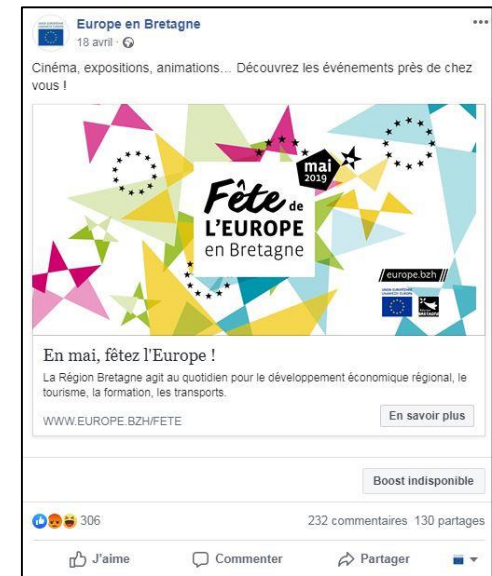 Europe en Bretagne
18 avril
Cinéma, expositions, animations… Découvrez les événements près de chez
vous !
mai
2019
Fête de
L'EUROPE
en Bretagne
europe.bzh
En mai, fêtez l'Europe !
La Région Bretagne agit au quotidien pour le développement économique régional, le
tourisme, la formation, les transports.
WWW.EUROPE.BZH/FETE
En savoir plus
Boost indisponible
306
232 commentaires 130 partages
J'aime
Commenter
Partager